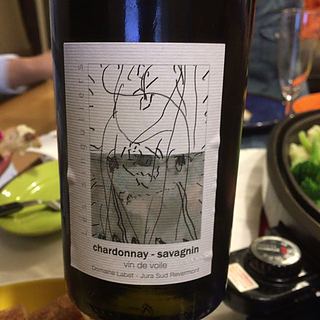 chardonnay - savagnin
vin de voile
Domaine Labet - Jura Sud Revermont